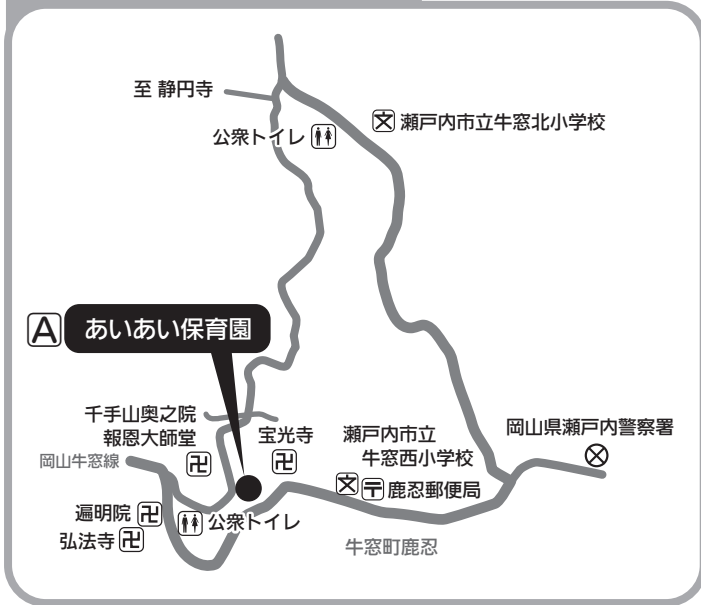 至 静円寺
瀬戸内市立牛窓北小学校
公衆トイレ
A あいあい保育園
千手山奥之院
報恩大師堂
宝光寺
瀬戸内市立
牛窓西小学校
岡山県瀬戸内警察署
岡山牛窓線
鹿忍郵便局
遍明院
公衆トイレ
弘法寺
牛窓町鹿忍